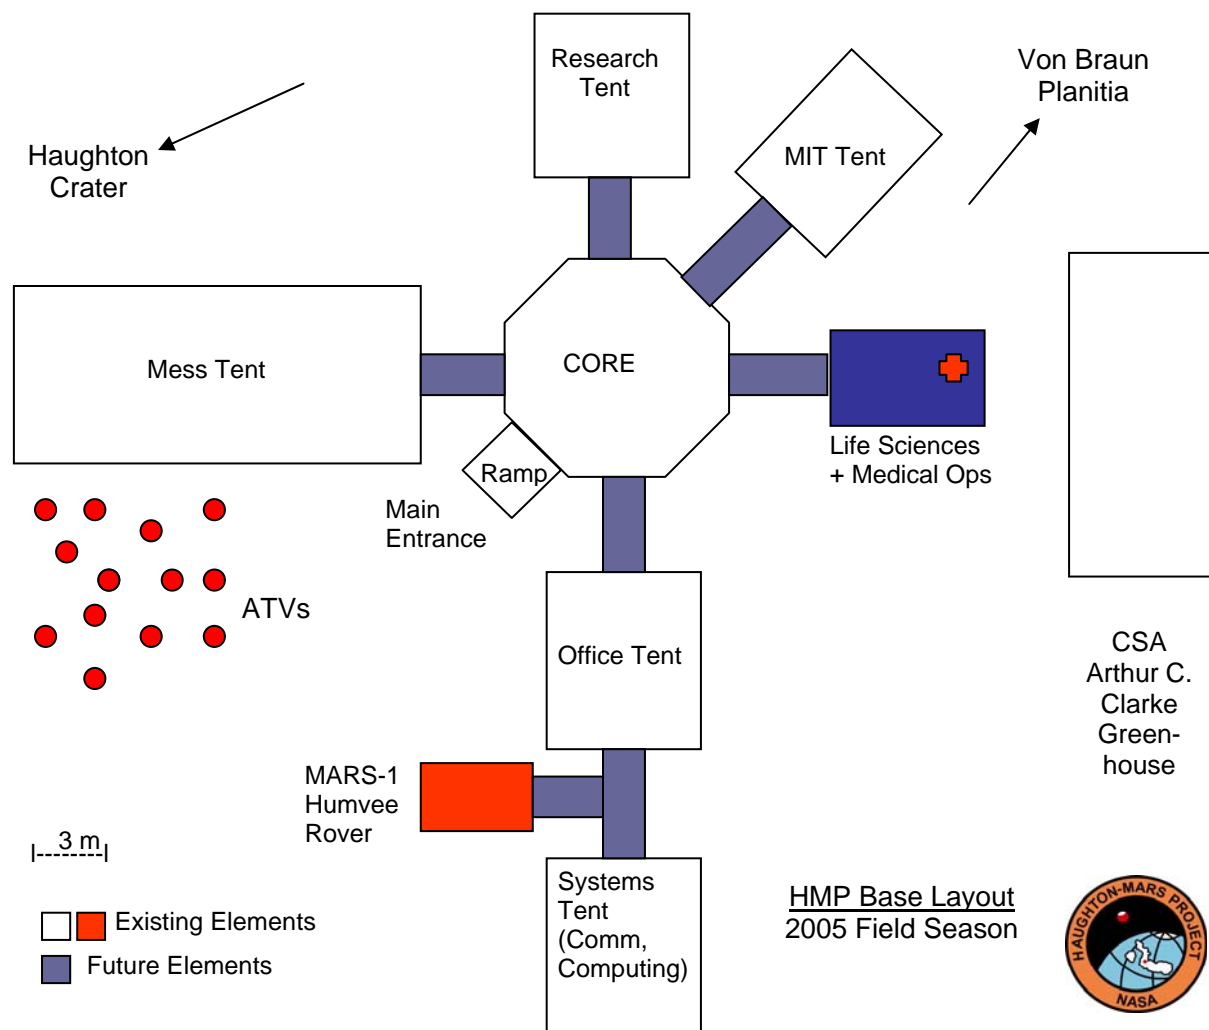 Research
Tent
Von Braun
Planitia
Haughton
Crater
MIT Tent
Mess Tent
CORE
Life Sciences
+ Medical Ops
Ramp
Main
Entrance
ATVs
Office Tent
CSA
Arthur C.
Clarke
Green-
house
MARS-1
Humvee
Rover
3 m
|-------|
Systems
Tent
(Comm,
Computing)
HMP Base Layout
2005 Field Season
Existing Elements
Future Elements
HAUGHTON-MARS PROJECT
NASA